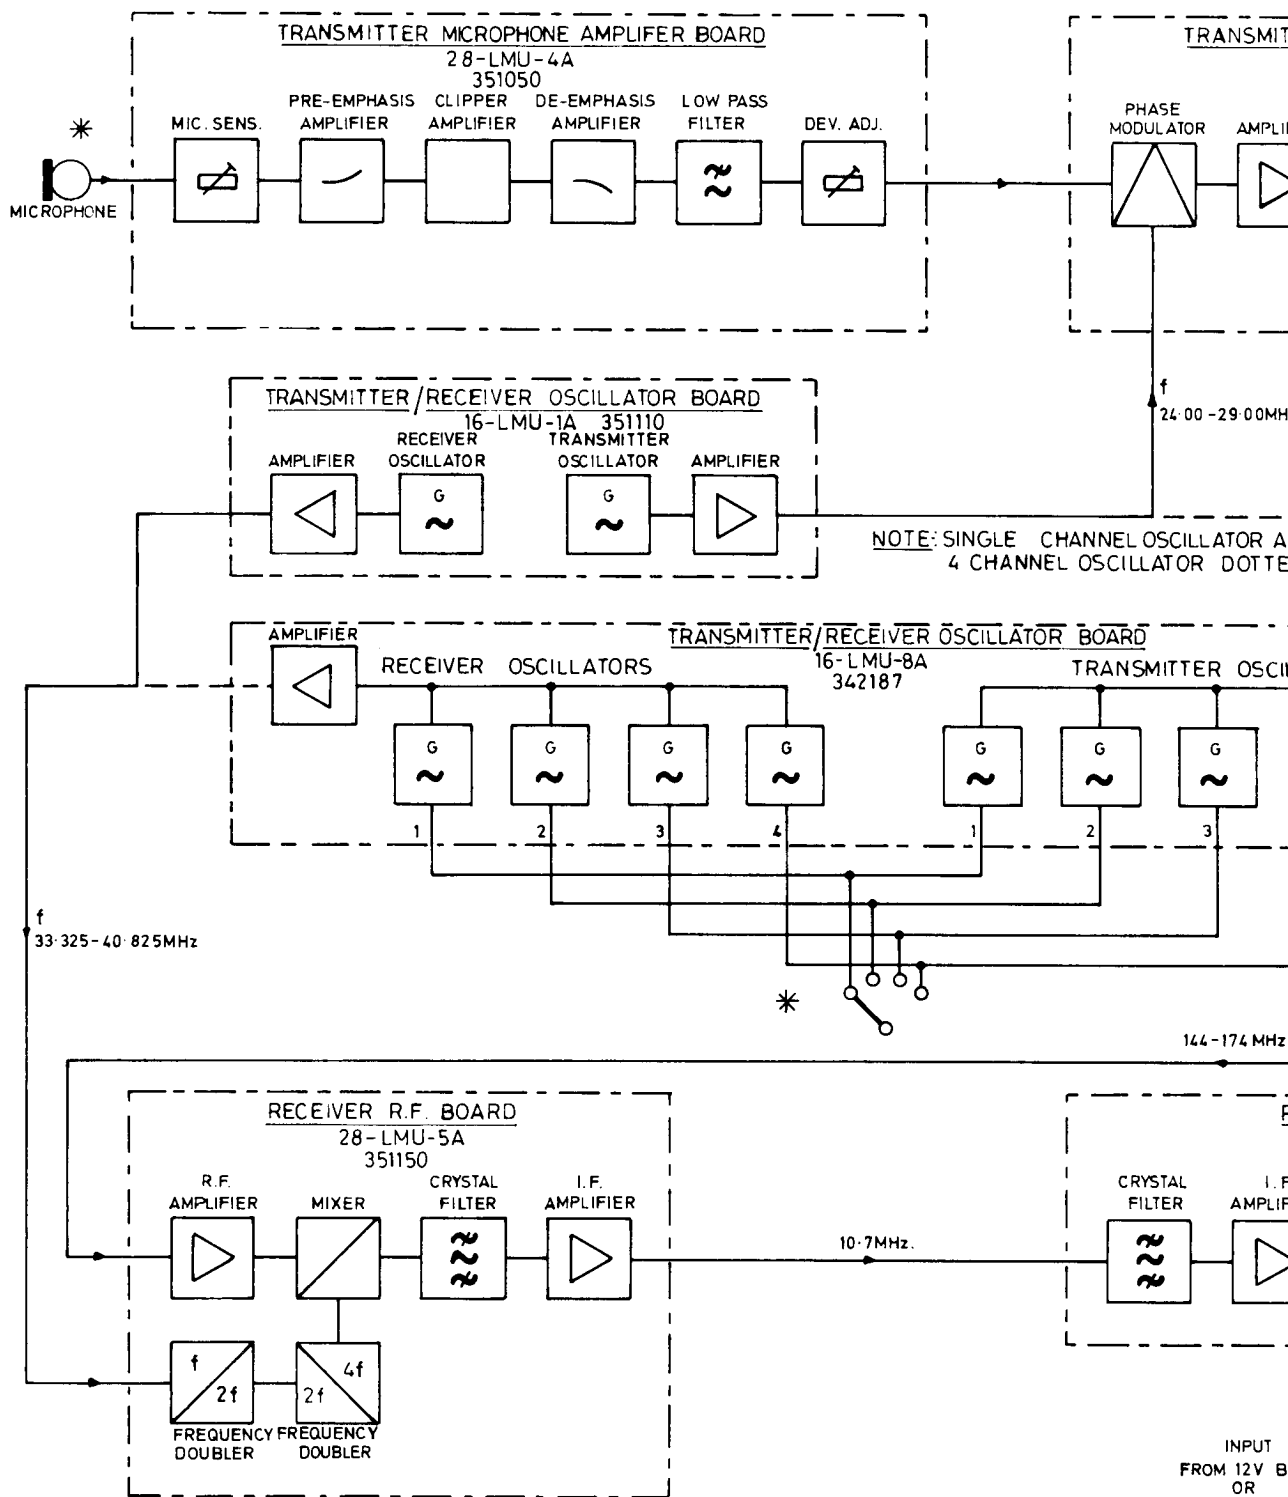 TRANSMITTER MICROPHONE AMPLIFER BOARD
28-LMU-4A
351050
MIC. SENS.
PRE-EMPHASIS
AMPLIFIER
CLIPPER
AMPLIFIER
DE-EMPHASIS
AMPLIFIER
LOW PASS
FILTER
DEV. ADJ.
MICROPHONE
TRANSMIT
PHASE
MODULATOR
AMPLIF
f
24·00 -29·00MH
TRANSMITTER/RECEIVER OSCILLATOR BOARD
16-LMU-1A 351110
AMPLIFIER
RECEIVER
OSCILLATOR
G
TRANSMITTER
OSCILLATOR
G
AMPLIFIER
NOTE: SINGLE CHANNEL OSCILLATOR A
4 CHANNEL OSCILLATOR DOTTE
TRANSMITTER/RECEIVER OSCILLATOR BOARD
16-LMU-8A
342187
AMPLIFIER
RECEIVER OSCILLATORS
TRANSMITTER OSCIL
G G G G G G G
1 2 3 4 1 2 3
f
33·325-40·825MHz
144-174 MHz
RECEIVER R.F. BOARD
28-LMU-5A
351150
R.F.
AMPLIFIER
MIXER
CRYSTAL
FILTER
I.F.
AMPLIFIER
10·7MHz.
CRYSTAL
FILTER
I.F
AMPLIF
f
2f
2f
4f
FREQUENCY
DOUBLER
FREQUENCY
DOUBLER
INPUT
FROM 12V B
OR